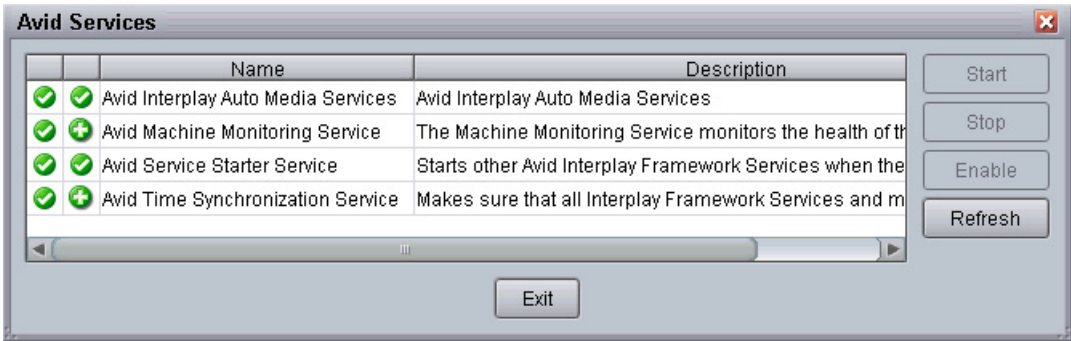 Avid Services
Name Description
Avid Interplay Auto Media Services Avid Interplay Auto Media Services
Avid Machine Monitoring Service The Machine Monitoring Service monitors the health of th
Avid Service Starter Service Starts other Avid Interplay Framework Services when the
Avid Time Synchronization Service Makes sure that all Interplay Framework Services and m
Start
Stop
Enable
Refresh
Exit